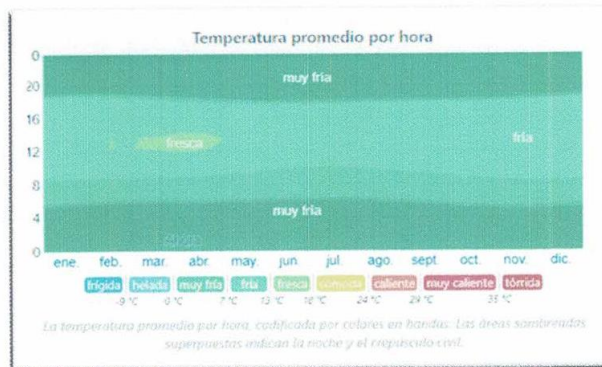 Temperatura promedio por hora
0
20
16
12
8
4
0
muy fría
fresca
fría
muy fría
ene. feb. mar. abr. may. jun. jul. ago. sept. oct. nov. dic.
frígida helada muy fría fría fresca cómoda caliente muy caliente tórrida
-9 °C 0 °C 7 °C 13 °C 18 °C 24 °C 29 °C 35 °C
La temperatura promedio por hora, codificada por colores en bandas. Las áreas sombreadas
superpuestas indican la noche y el crepúsculo civil.